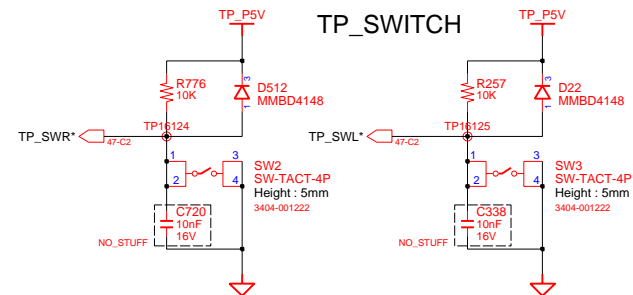 TP_SWITCH
TP_P5V
R776
10K
3
D512
MMBD4148
1
TP16124
TP_SWR*
47-C2
1
3
SW2
SW-TACT-4P
2
4
Height : 5mm
3404-001222
C720
10nF
16V
NO_STUFF
TP_P5V
R257
10K
3
D22
MMBD4148
1
TP16125
TP_SWL*
47-C2
1
3
SW3
SW-TACT-4P
2
4
Height : 5mm
3404-001222
C338
10nF
16V
NO_STUFF